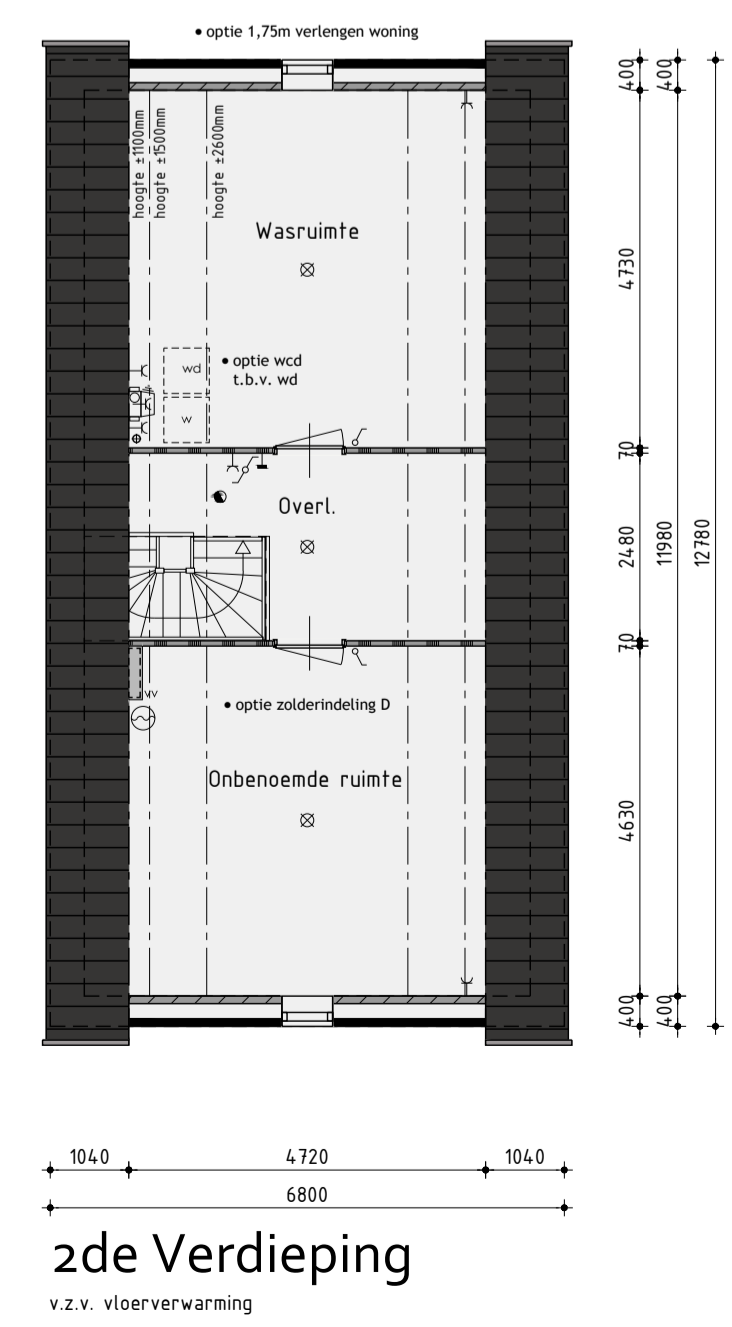 • optie 1,75m verlengen woning
400
400
hoogte ±1100mm
hoogte ±1500mm
hoogte ±2600mm
Wasruimte
4730
wd
• optie wcd
t.b.v. wd
w
70
Overl.
2480
11980
12780
70
VV
• optie zolderindeling D
Onbenoemde ruimte
4630
400
400
1040
4720
1040
6800
2de Verdieping
v.z.v. vloerverwarming